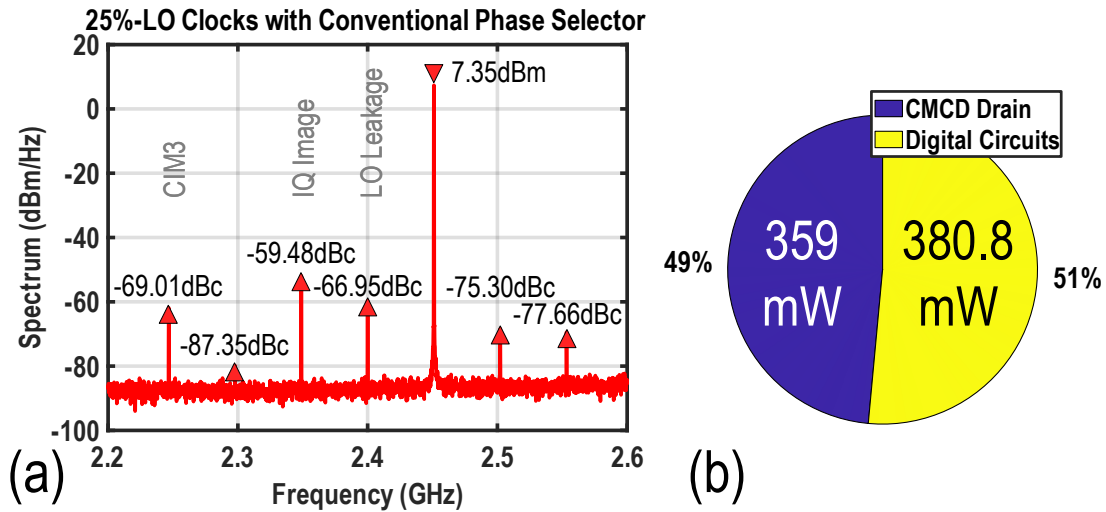 25%-LO Clocks with Conventional Phase Selector
20
0
-20
-40
-60
-80
-100
Spectrum (dBm/Hz)
CIM3
IQ Image
LO Leakage
7.35dBm
-59.48dBc
-69.01dBc
-66.95dBc
-75.30dBc
-77.66dBc
-87.35dBc
2.2
2.3
2.4
2.5
2.6
Frequency (GHz)
(a)
CMCD Drain
Digital Circuits
49%
359
mW
380.8
mW
51%
(b)